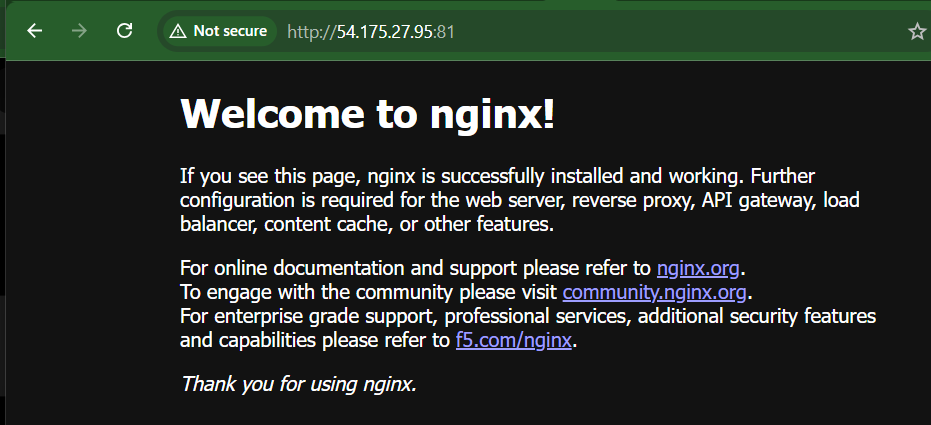 Not secure http://54.175.27.95:81
Welcome to nginx!
If you see this page, nginx is successfully installed and working. Further
configuration is required for the web server, reverse proxy, API gateway, load
balancer, content cache, or other features.
For online documentation and support please refer to nginx.org.
To engage with the community please visit community.nginx.org.
For enterprise grade support, professional services, additional security features
and capabilities please refer to f5.com/nginx.
Thank you for using nginx.